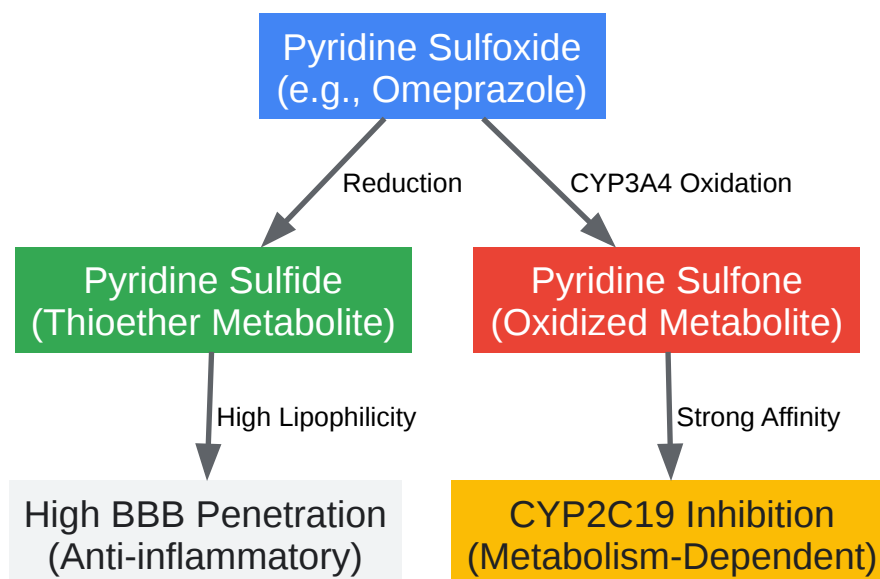 Pyridine Sulfoxide
(e.g., Omeprazole)
Reduction
CYP3A4 Oxidation
Pyridine Sulfide
(Thioether Metabolite)
Pyridine Sulfone
(Oxidized Metabolite)
High Lipophilicity
Strong Affinity
High BBB Penetration
(Anti-inflammatory)
CYP2C19 Inhibition
(Metabolism-Dependent)